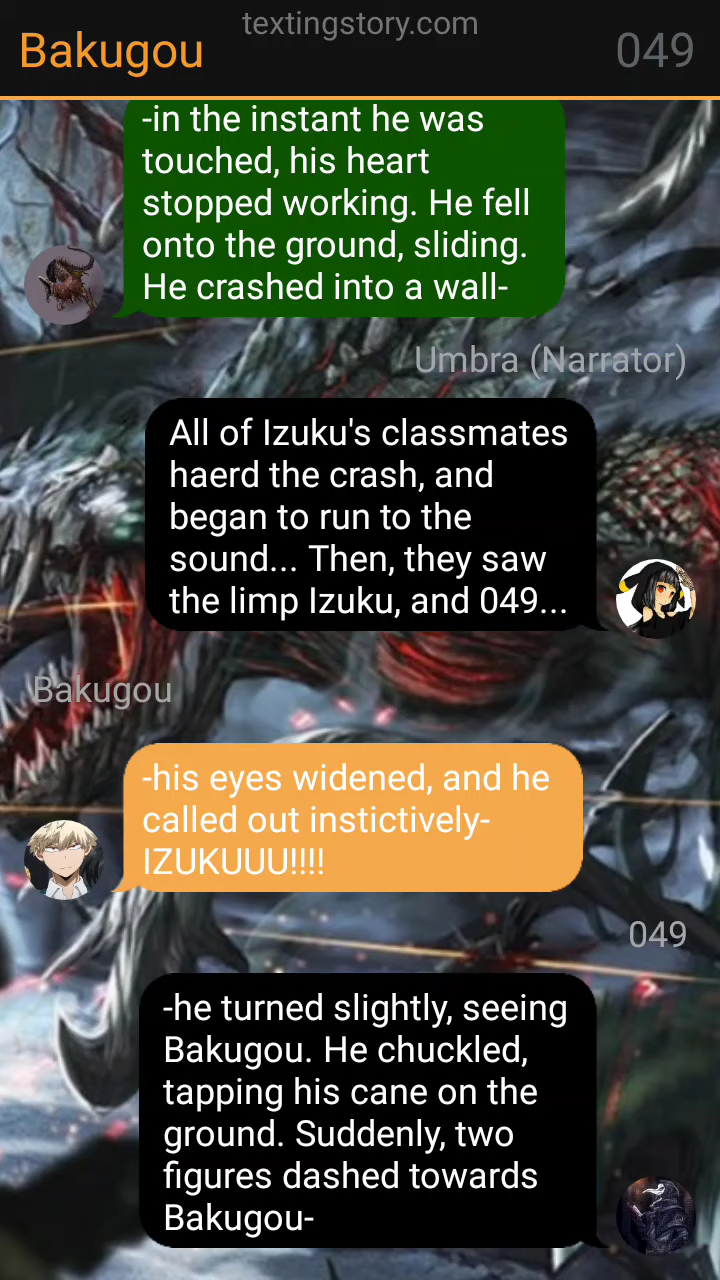 textingstory.com
Bakugou
049
-in the instant he was
touched, his heart
stopped working. He fell
onto the ground, sliding.
He crashed into a wall-
Umbra (Narrator)
All of Izuku's classmates
haerd the crash, and
began to run to the
sound... Then, they saw
the limp Izuku, and 049...
Bakugou
-his eyes widened, and he
called out instictively-
IZUKUUU!!!!
049
-he turned slightly, seeing
Bakugou. He chuckled,
tapping his cane on the
ground. Suddenly, two
figures dashed towards
Bakugou-